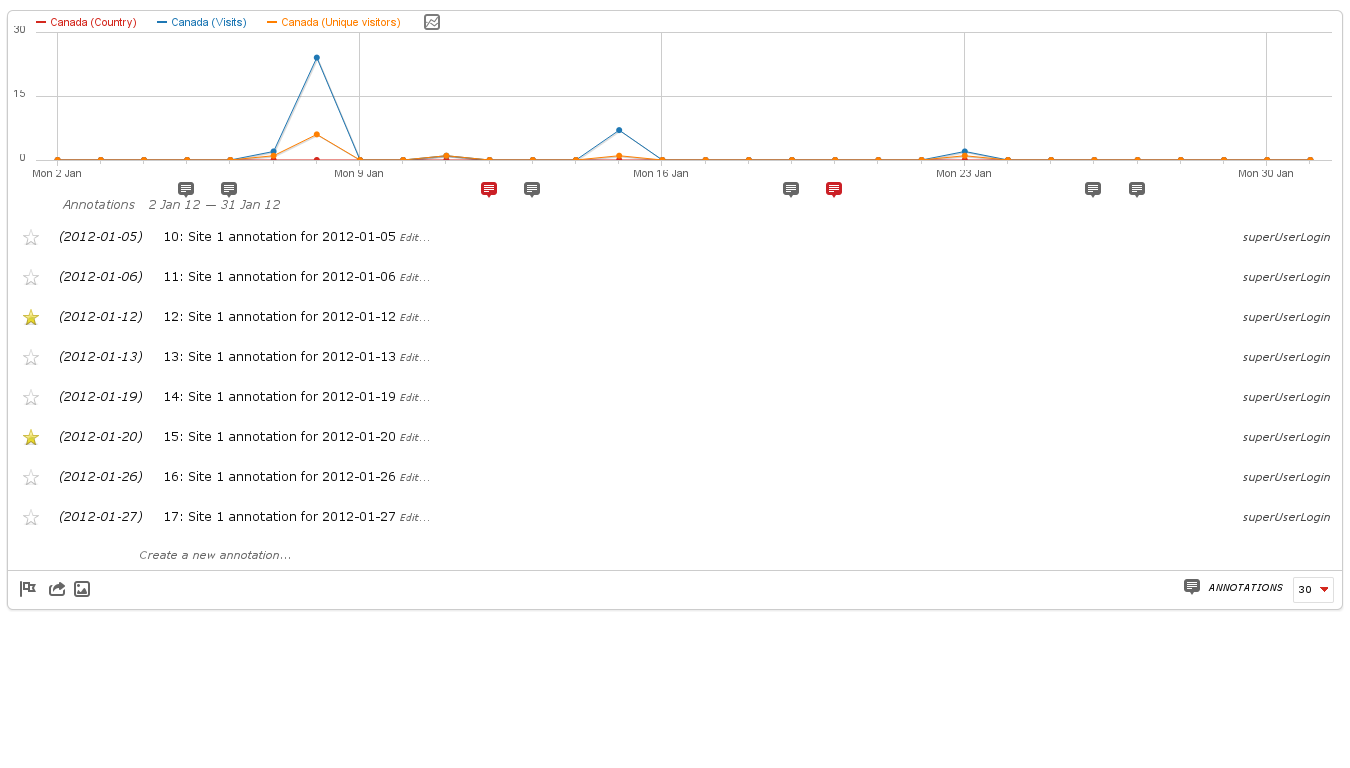 Canada (Country) Canada (Visits) Canada (Unique visitors)
30
15
0
Mon 2 Jan Mon 9 Jan Mon 16 Jan Mon 23 Jan Mon 30 Jan
Annotations 2 Jan 12 — 31 Jan 12
(2012-01-05) 10: Site 1 annotation for 2012-01-05 Edit... superUserLogin
(2012-01-06) 11: Site 1 annotation for 2012-01-06 Edit... superUserLogin
(2012-01-12) 12: Site 1 annotation for 2012-01-12 Edit... superUserLogin
(2012-01-13) 13: Site 1 annotation for 2012-01-13 Edit... superUserLogin
(2012-01-19) 14: Site 1 annotation for 2012-01-19 Edit... superUserLogin
(2012-01-20) 15: Site 1 annotation for 2012-01-20 Edit... superUserLogin
(2012-01-26) 16: Site 1 annotation for 2012-01-26 Edit... superUserLogin
(2012-01-27) 17: Site 1 annotation for 2012-01-27 Edit... superUserLogin
Create a new annotation...
ANNOTATIONS 30